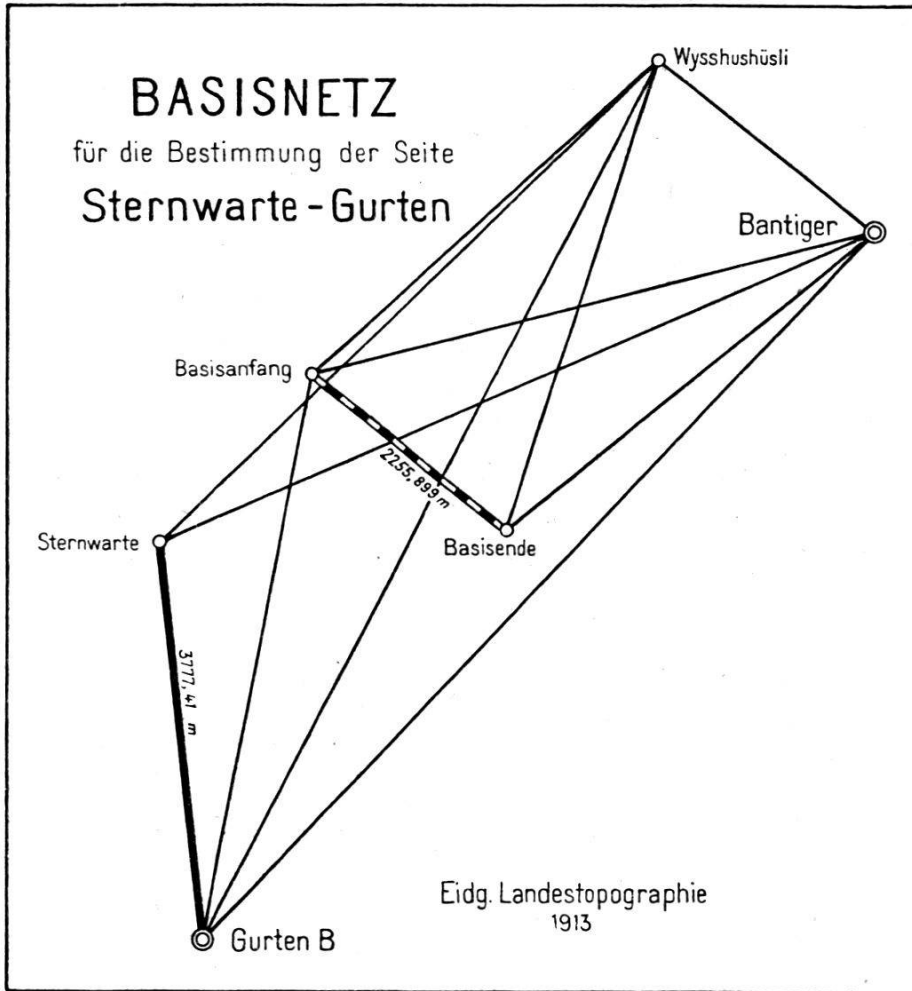 BASISNETZ
für die Bestimmung der Seite
Sternwarte-Gurten
Wysshushüsli
Bantiger
Basisanfang
2255,899 m
Basisende
Sternwarte
3777,41 m
Gurten B
Eidg. Landestopographie
1913